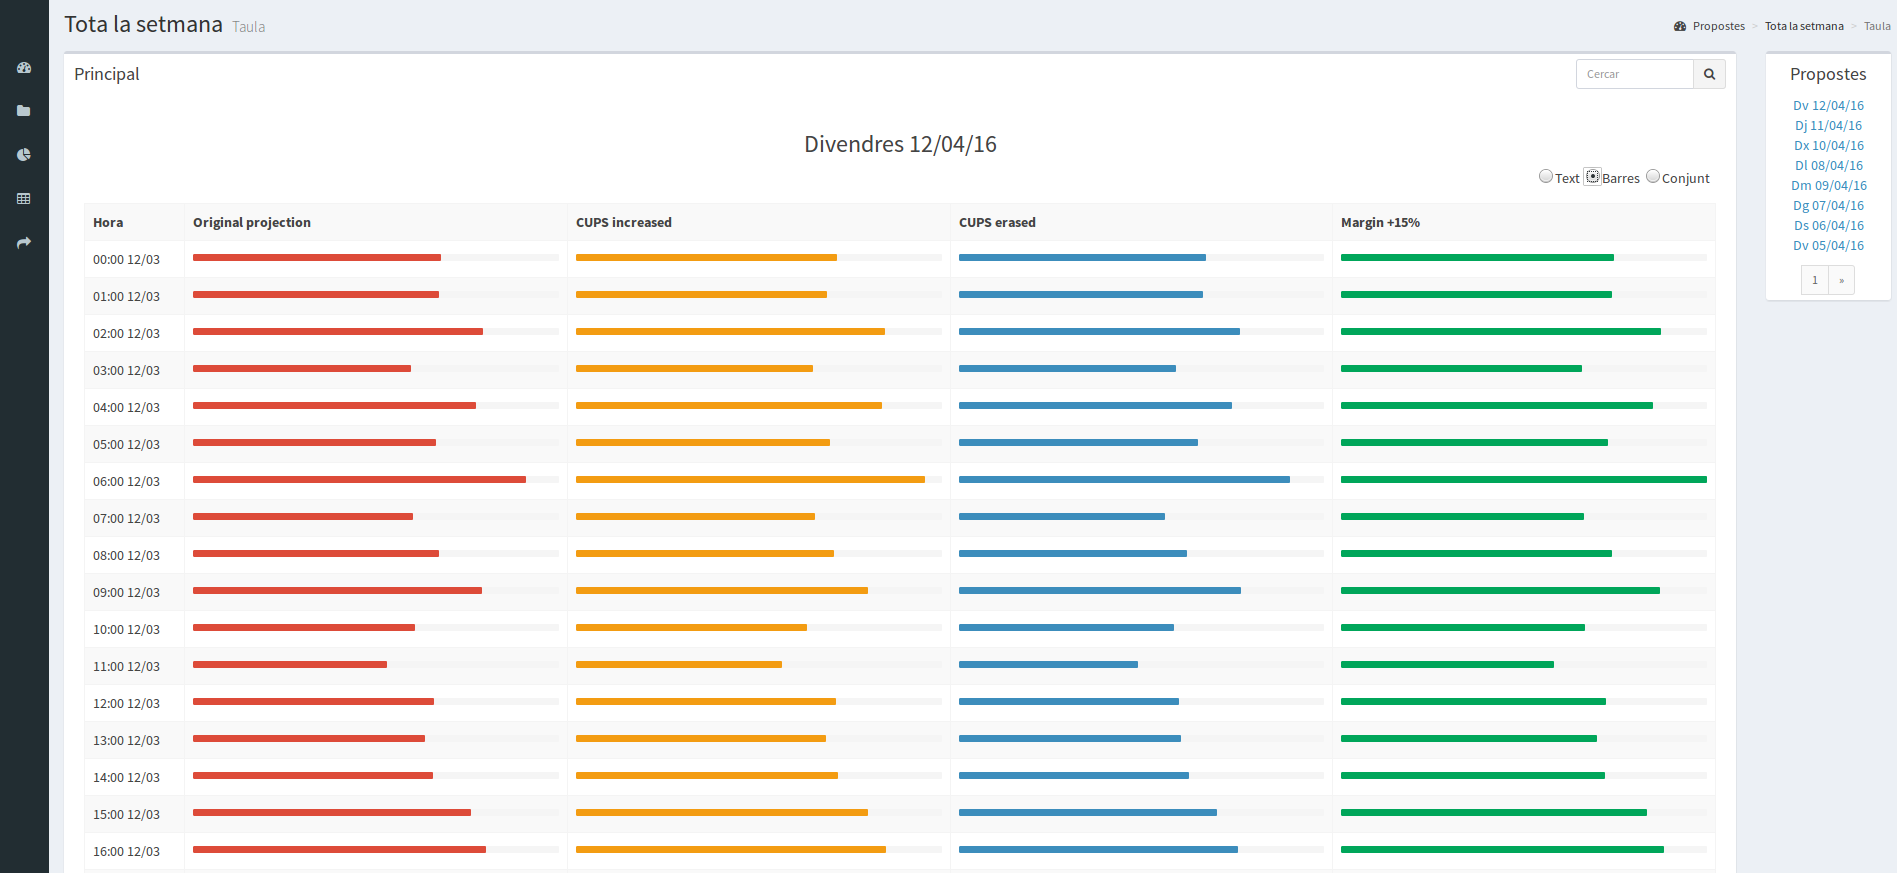 Tota la setmana Taula
Propostes > Tota la setmana > Taula
Principal
Cercar
Divendres 12/04/16
Text Barres Conjunt
Hora Original projection CUPS increased CUPS erased Margin +15%
00:00 12/03
01:00 12/03
02:00 12/03
03:00 12/03
04:00 12/03
05:00 12/03
06:00 12/03
07:00 12/03
08:00 12/03
09:00 12/03
10:00 12/03
11:00 12/03
12:00 12/03
13:00 12/03
14:00 12/03
15:00 12/03
16:00 12/03
Propostes
Dv 12/04/16
Dj 11/04/16
Dx 10/04/16
Dl 08/04/16
Dm 09/04/16
Dg 07/04/16
Ds 06/04/16
Dv 05/04/16
1 »